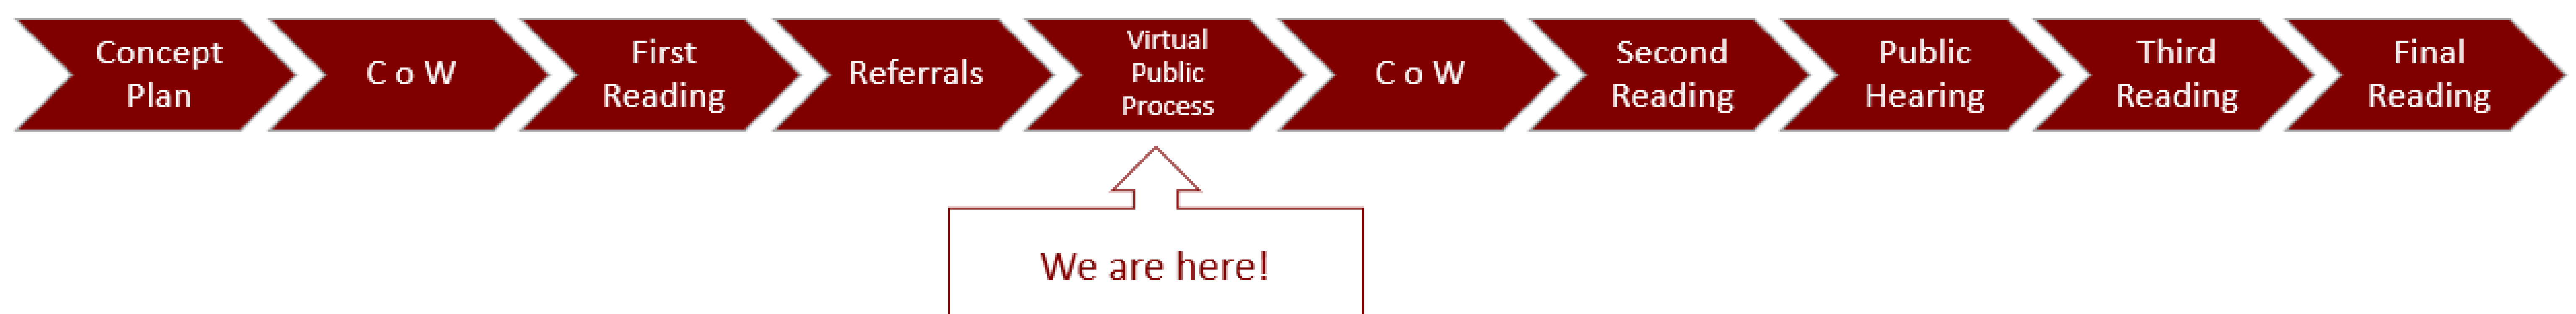 Concept
Plan
C o W
First
Reading
Referrals
Virtual
Public
Process
C o W
Second
Reading
Public
Hearing
Third
Reading
Final
Reading
We are here!